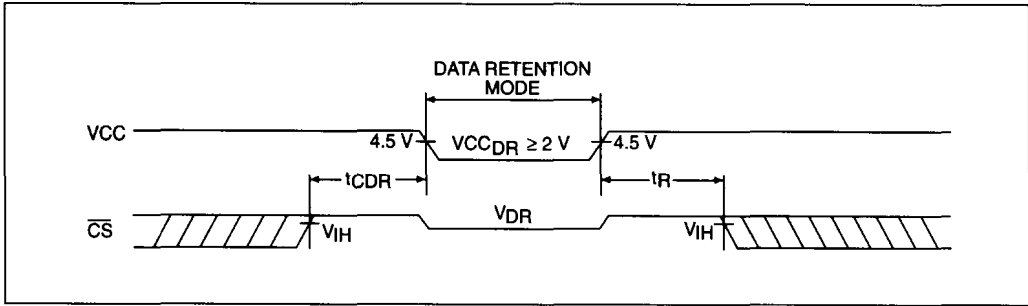 DATA RETENTION
MODE
VCC
4.5 V
VCCDR ≥ 2 V
4.5 V
tCDR
tR
CS
VIH
VDR
VIH